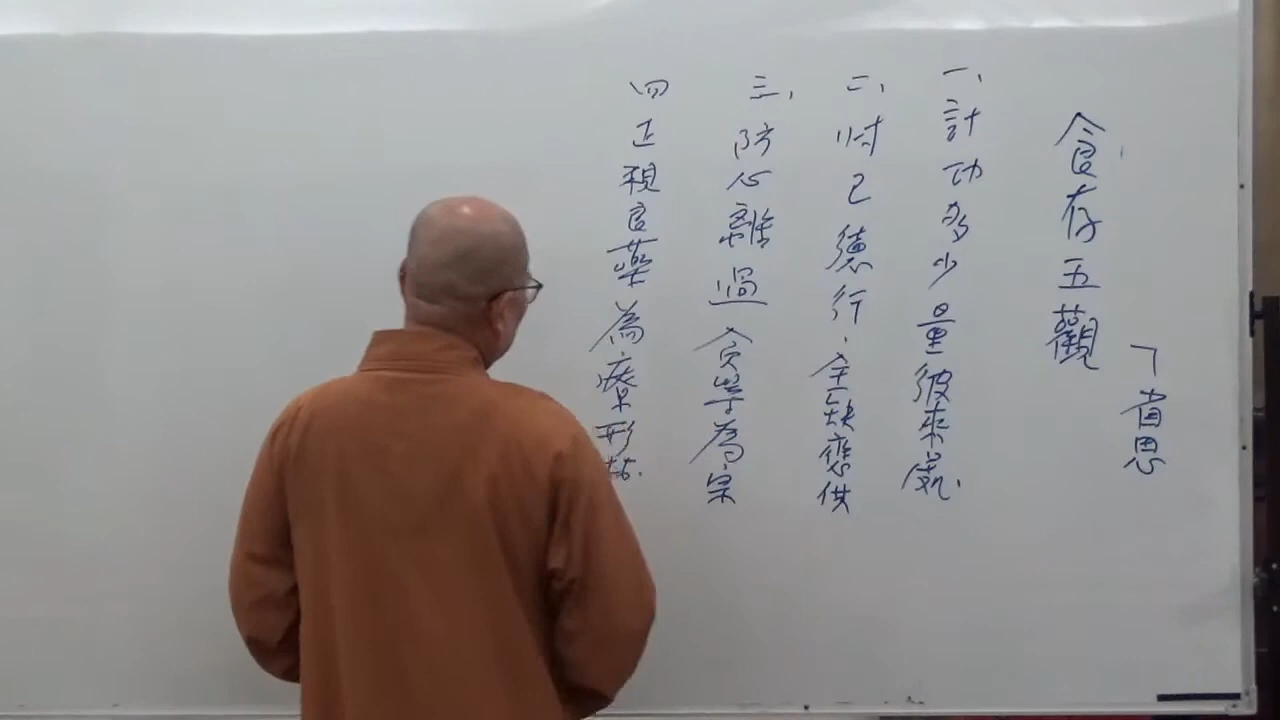 食存五觀
「省思
一、計功多少量彼來處.
二、忖己德行.全缺應供
三、防心離過貪等為宗
四正視良藥為療形枯.